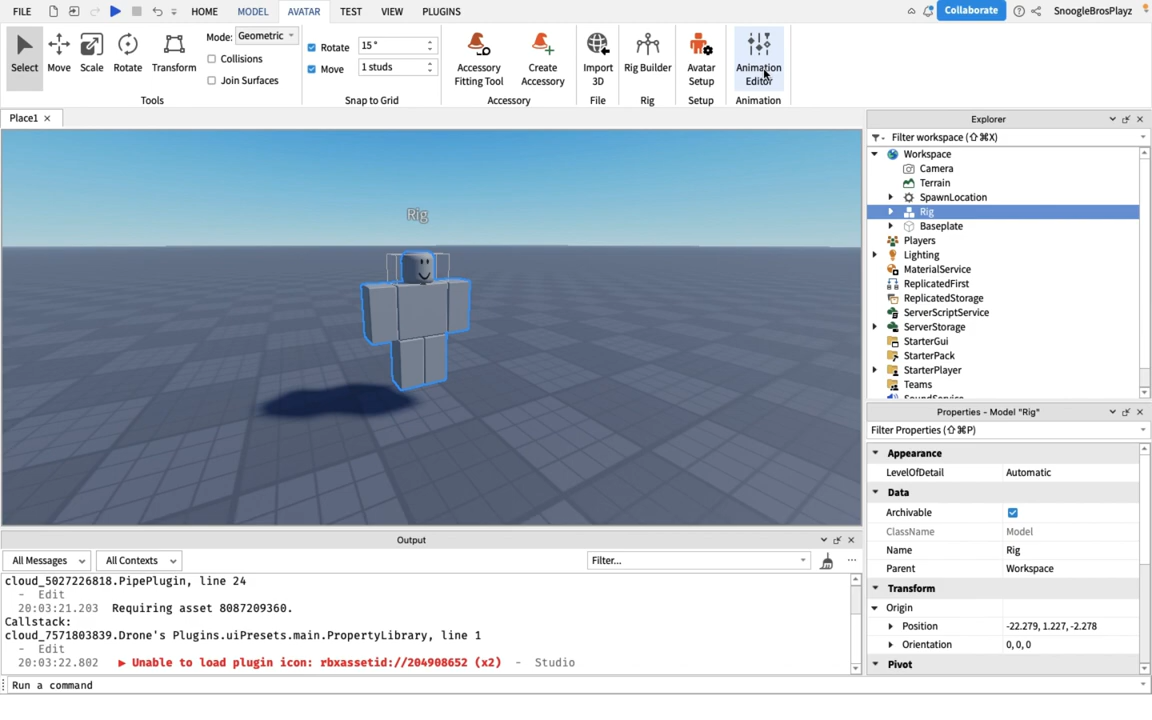 FILE HOME MODEL AVATAR TEST VIEW PLUGINS Collaborate SnoogleBrosPlayz
Select Move Scale Rotate Transform
Mode: Geometric
Collisions
Join Surfaces
Tools
Rotate 15°
Move 1 studs
Snap to Grid
Accessory Fitting Tool
Create Accessory
Accessory
Import 3D
File
Rig Builder
Rig
Avatar Setup
Setup
Animation Editor
Animation
Place1
Rig
Explorer
Filter workspace (⇧⌘X)
Workspace
Camera
Terrain
SpawnLocation
Rig
Baseplate
Players
Lighting
MaterialService
ReplicatedFirst
ReplicatedStorage
ServerScriptService
ServerStorage
StarterGui
StarterPack
StarterPlayer
Teams
SoundService
Properties - Model "Rig"
Filter Properties (⇧⌘P)
Appearance
LevelOfDetail Automatic
Data
Archivable
ClassName Model
Name Rig
Parent Workspace
Transform
Origin
Position -22.279, 1.227, -2.278
Orientation 0, 0, 0
Pivot
Output
All Messages All Contexts Filter...
cloud_5027226818.PipePlugin, line 24
- Edit
20:03:21.203 Requiring asset 8087209360.
Callstack:
cloud_7571803839.Drone's Plugins.uiPresets.main.PropertyLibrary, line 1
- Edit
20:03:22.802 ▶ Unable to load plugin icon: rbxassetid://204908652 (x2) - Studio
Run a command